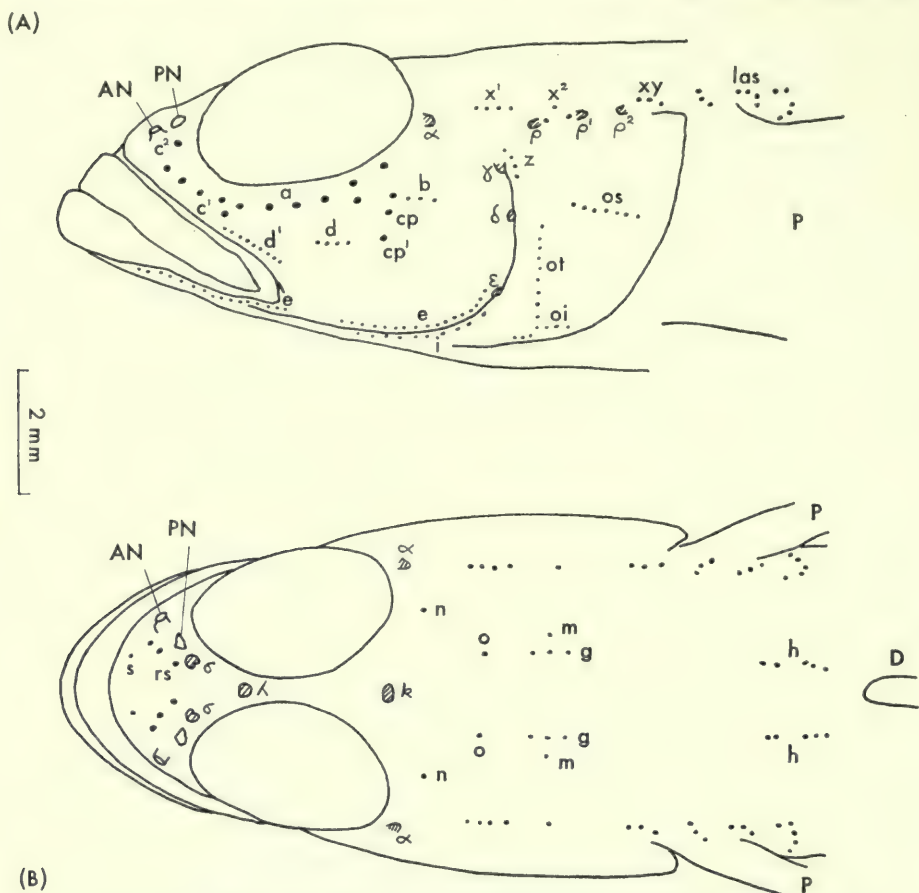 (A)
AN PN
x¹ x² xy las
α ρ ρ¹ ρ²
c² γ z
c¹ a b os
δ P
d¹ d cp
cp¹ ot
ε
e e oi
i
2 mm
PN P
AN α
n
o m
g
s rs σ h
λ k D
σ
o g h
m
n
α
(B) P